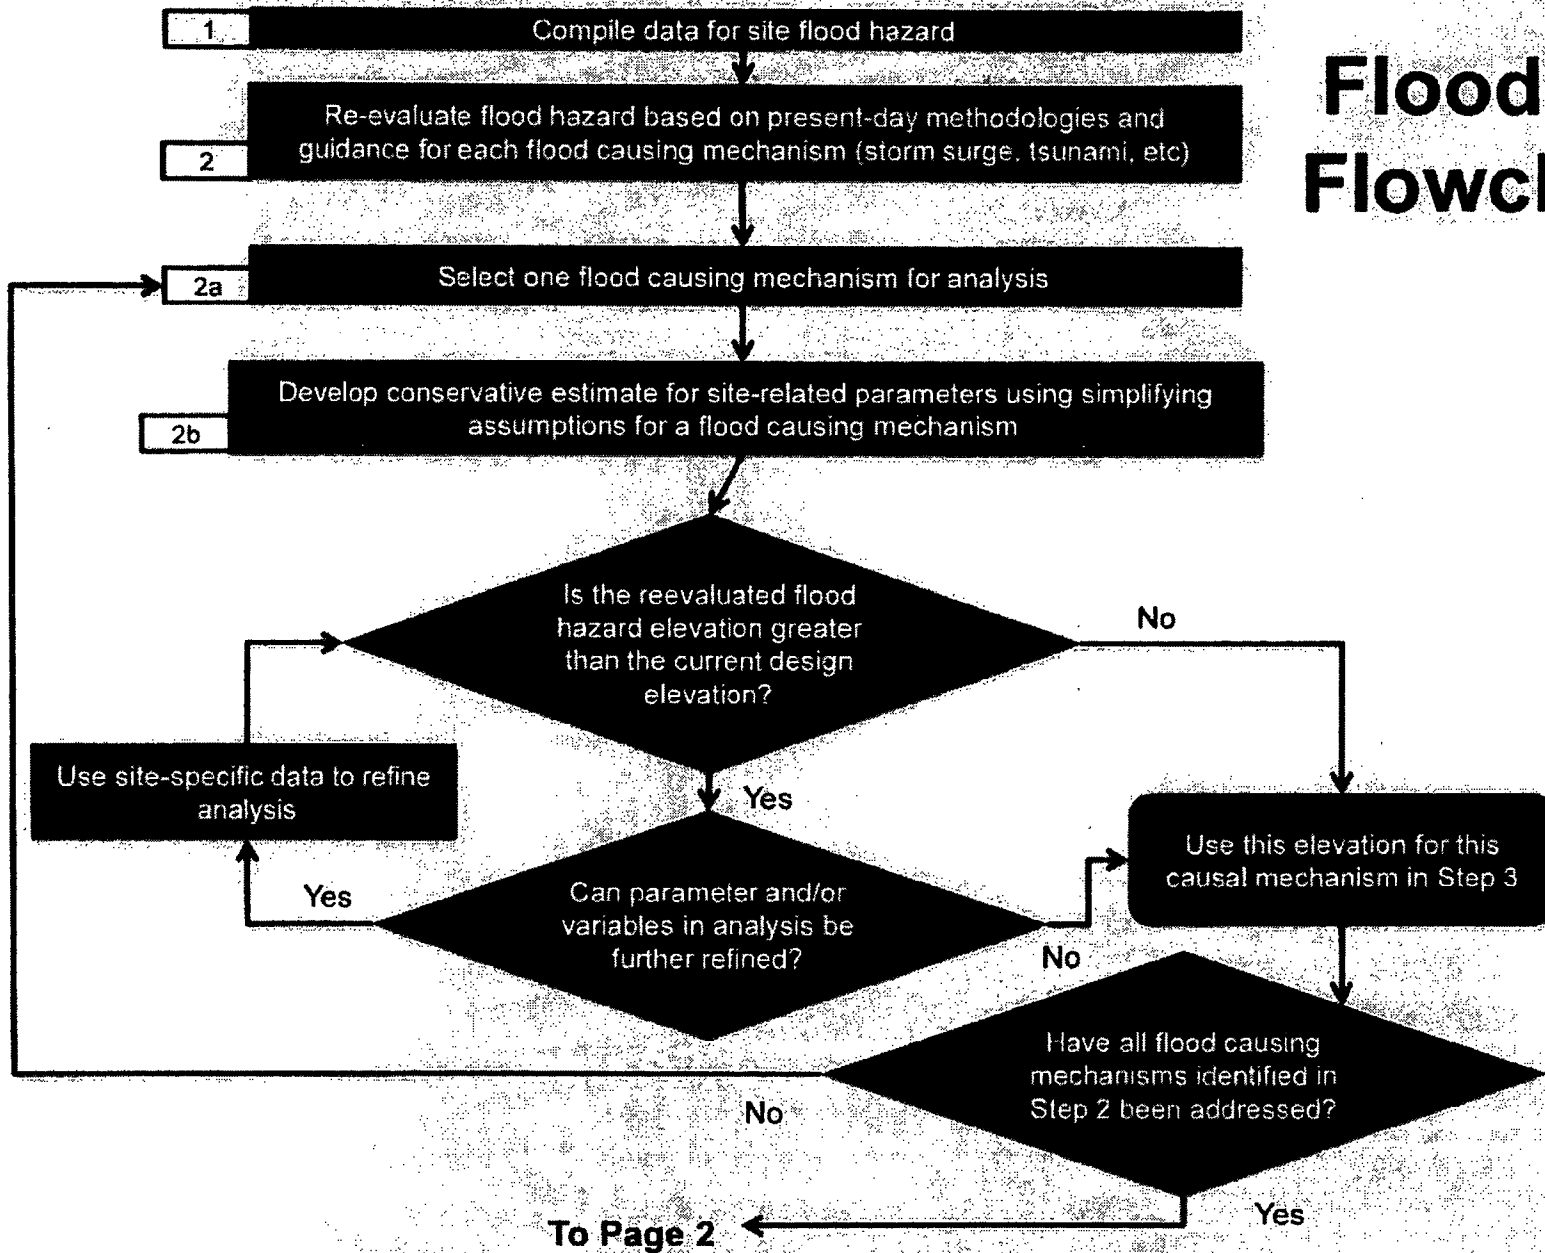 1
Compile data for site flood hazard
Flood
Re-evaluate flood hazard based on present-day methodologies and
2
guidance for each flood causing mechanism (storm surge, tsunami, etc)
2a
Select one flood causing mechanism for analysis
Develop conservative estimate for site-related parameters using simplifying
2b
assumptions for a flood causing mechanism
Is the reevaluated flood
hazard elevation greater
than the current design
elevation?
No
Use site-specific data to refine
analysis
Yes
Use this elevation for this
causal mechanism in Step 3
Yes
Can parameter and/or
variables in analysis be
further refined?
No
Have all flood causing
mechanisms identified in
Step 2 been addressed?
No
Yes
To Page 2